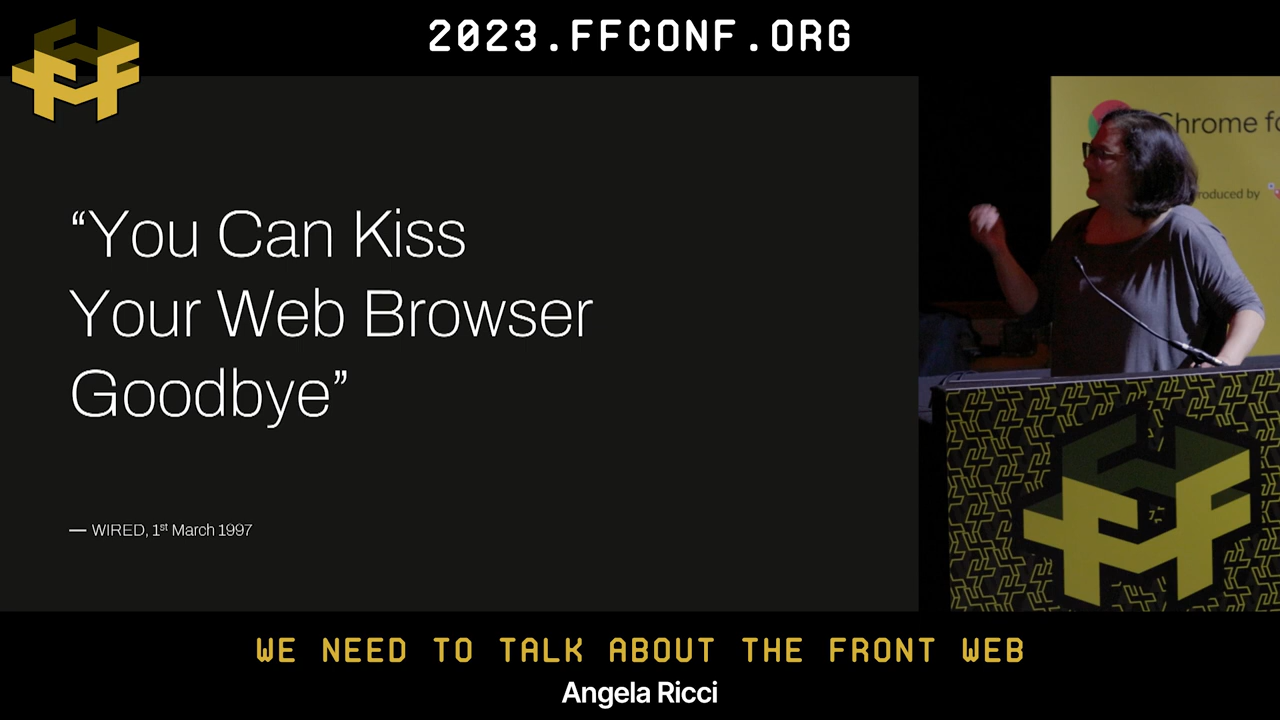 2023.FFCONF.ORG
“You Can Kiss
Your Web Browser
Goodbye”
— WIRED, 1st March 1997
Chrome fo
roduced by
WE NEED TO TALK ABOUT THE FRONT WEB
Angela Ricci